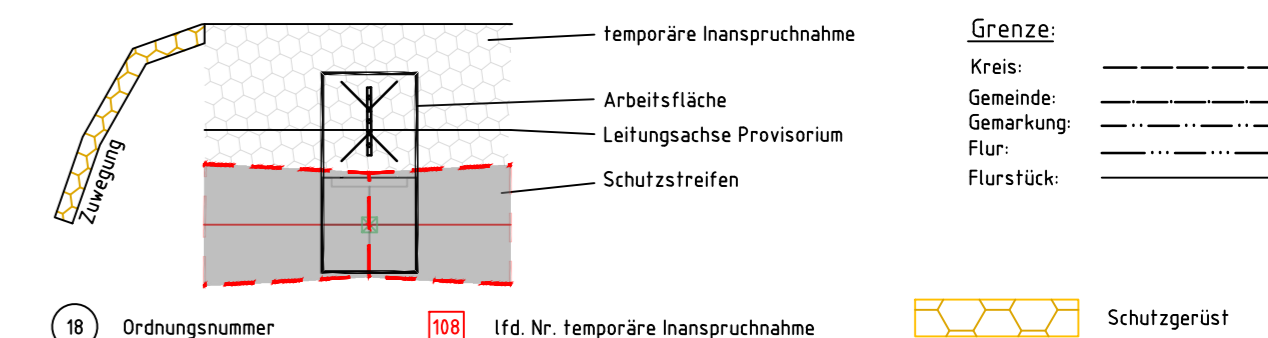 temporäre Inanspruchnahme
Arbeitsfläche
Leitungsachse Provisorium
Schutzstreifen
Zuwegung
Grenze:
Kreis:
Gemeinde:
Gemarkung:
Flur:
Flurstück:
18 Ordnungsnummer
108 lfd. Nr. temporäre Inanspruchnahme
Schutzgerüst